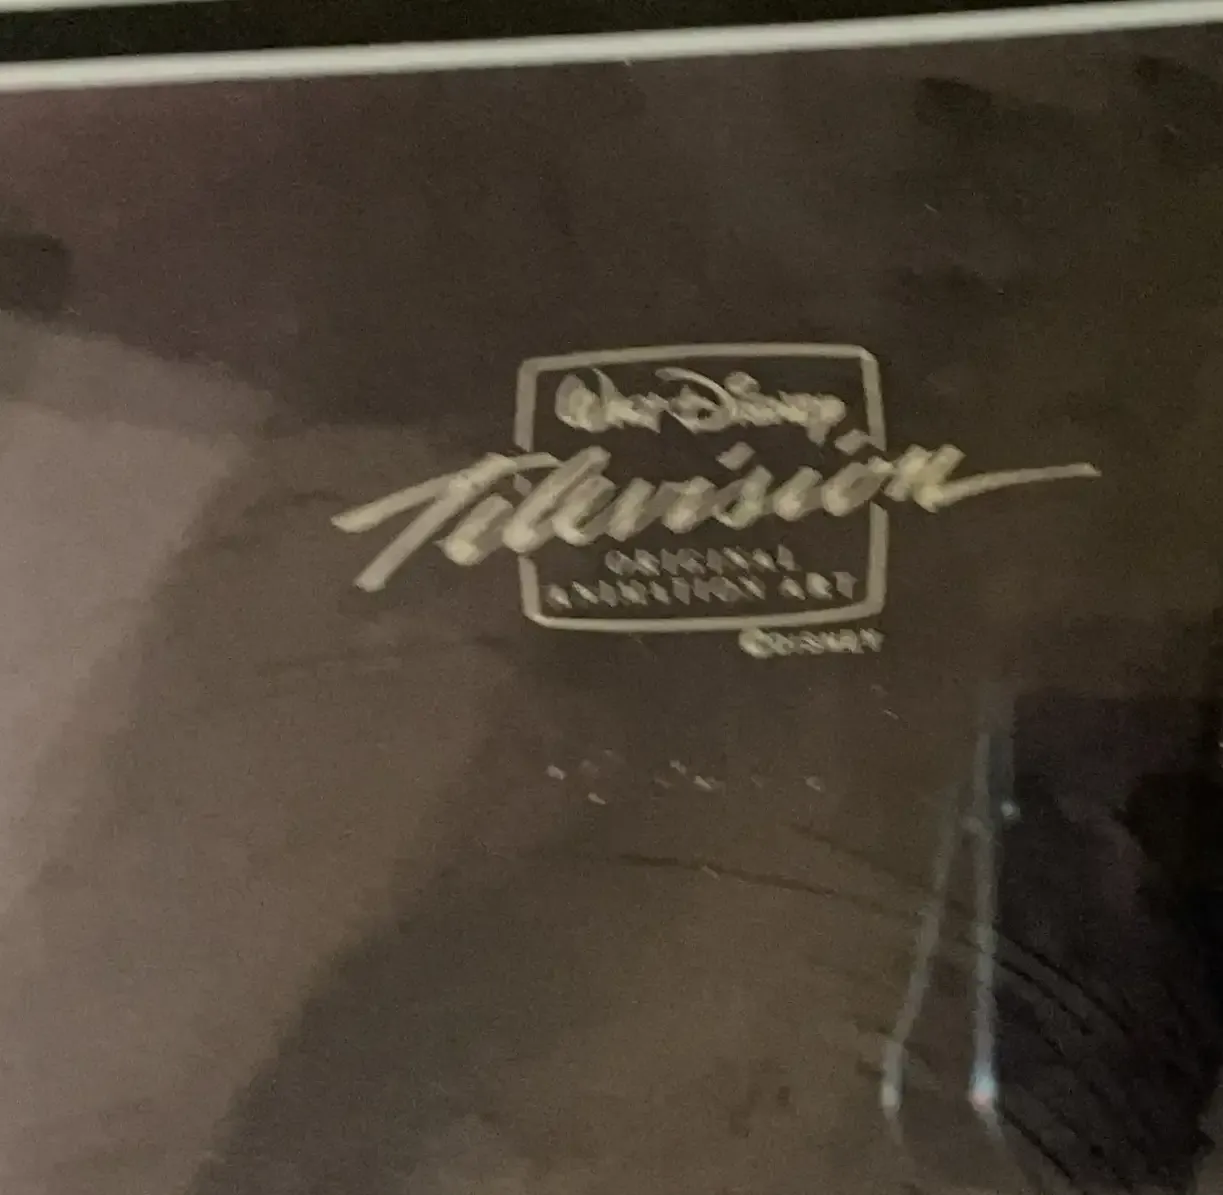 Walt Disney
Television
ORIGINAL
ANIMATION ART
©DISNEY